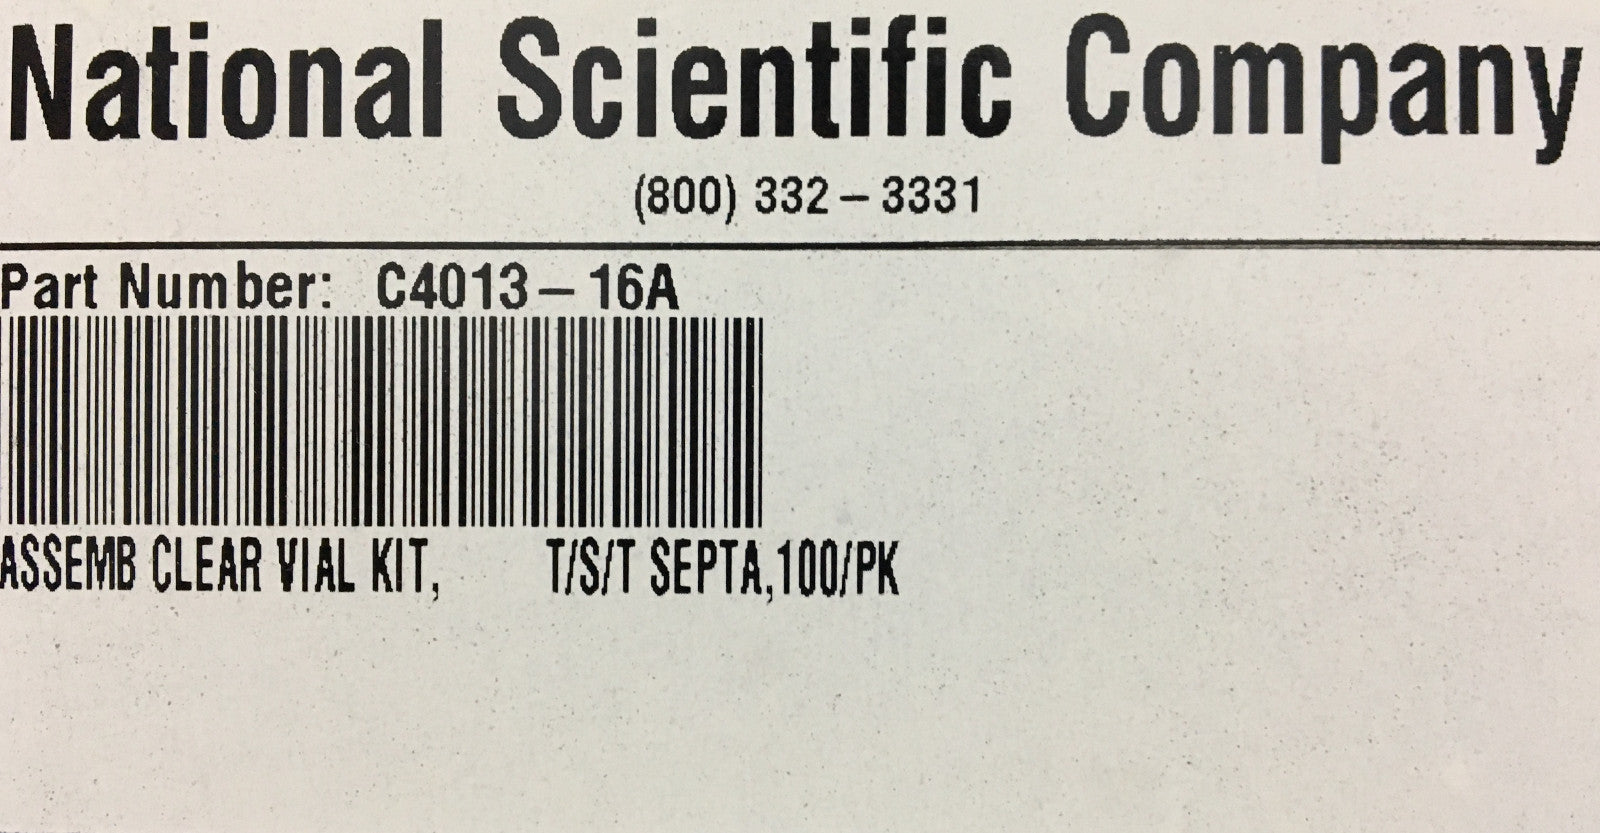 National Scientific Company
(800) 332-3331
Part Number: C4013-16A
ASSEMB CLEAR VIAL KIT, T/S/T SEPTA,100/PK